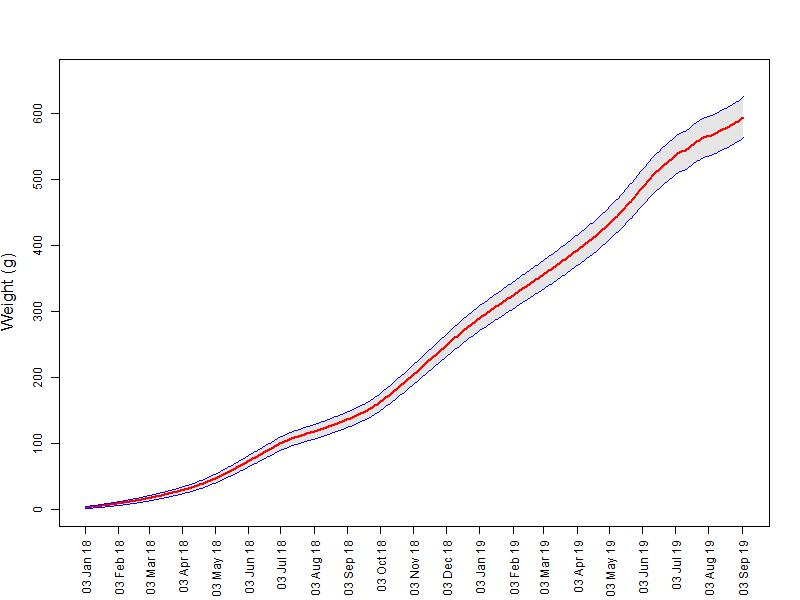 Weight (g)
600
500
400
300
200
100
0
03 Jan 18
03 Feb 18
03 Mar 18
03 Apr 18
03 May 18
03 Jun 18
03 Jul 18
03 Aug 18
03 Sep 18
03 Oct 18
03 Nov 18
03 Dec 18
03 Jan 19
03 Feb 19
03 Mar 19
03 Apr 19
03 May 19
03 Jun 19
03 Jul 19
03 Aug 19
03 Sep 19